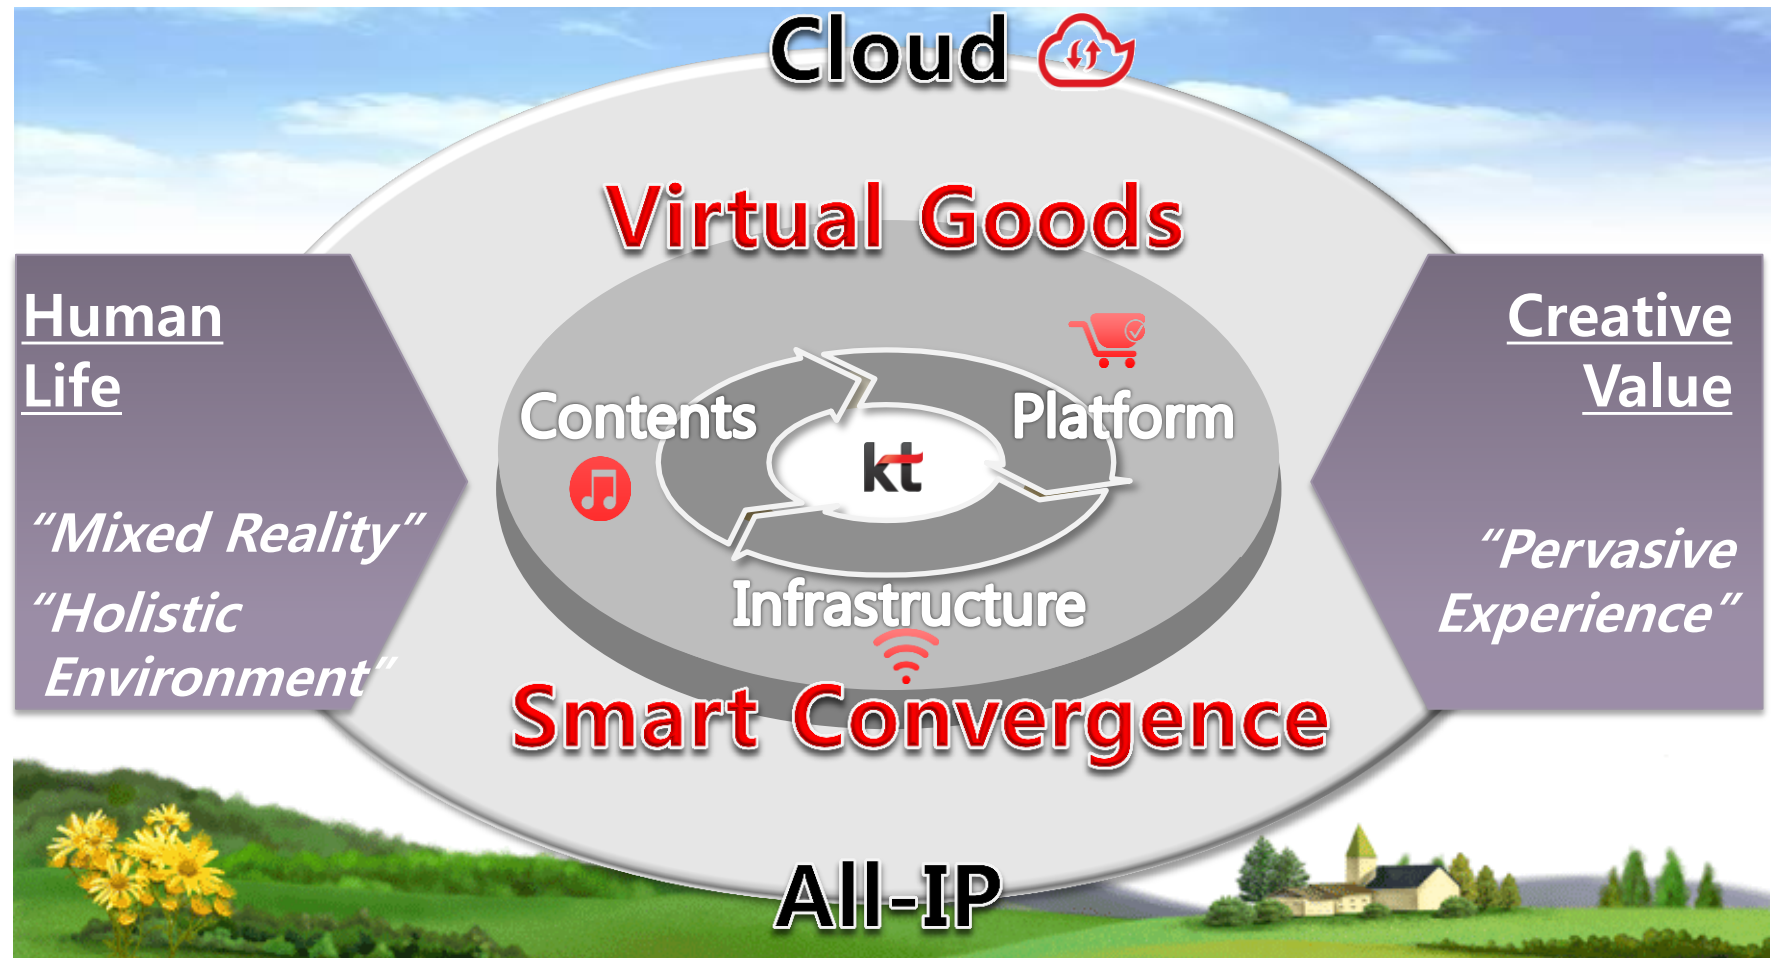 Cloud
Virtual Goods
Human
Life
“Mixed Reality”
“Holistic
Environment”
Contents
Platform
kt
Infrastructure
Creative
Value
“Pervasive
Experience”
Smart Convergence
All-IP